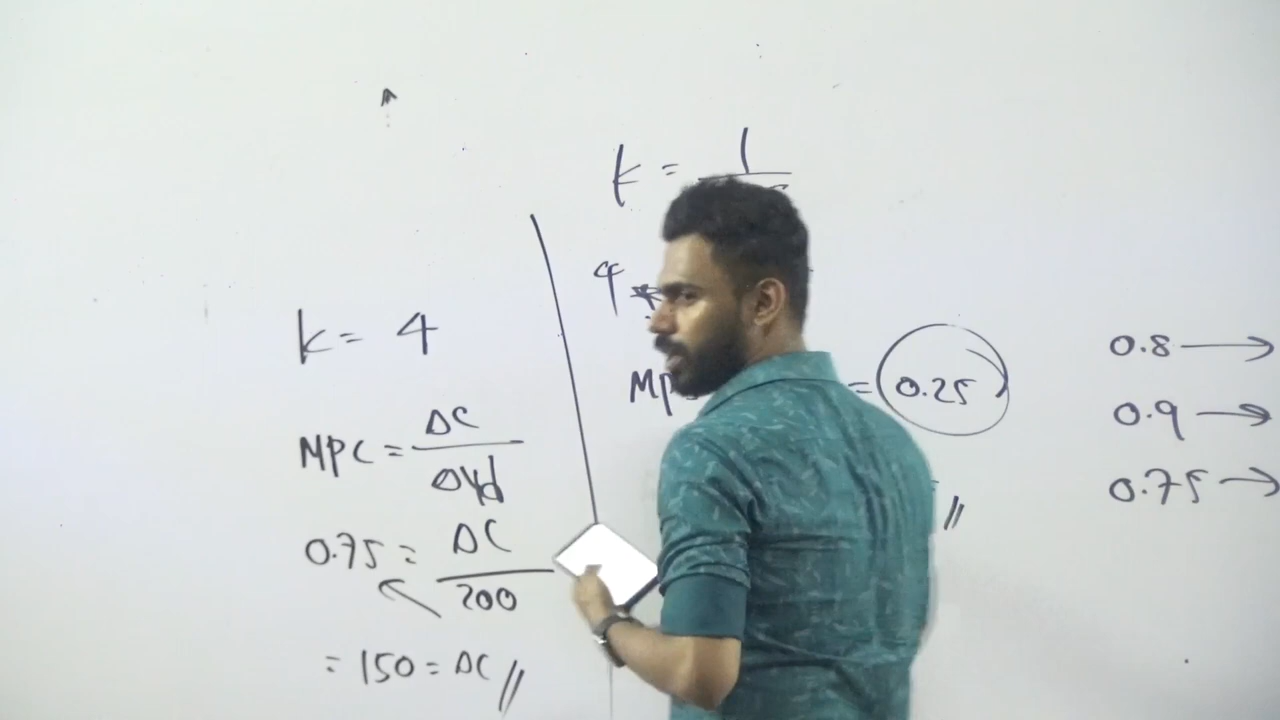 k = 4
MPC = ΔC / ΔYd
0.75 = ΔC / 200
= 150 = ΔC //
k = 1
4
MP
= 0.25
//
0.8 →
0.9 →
0.75 →